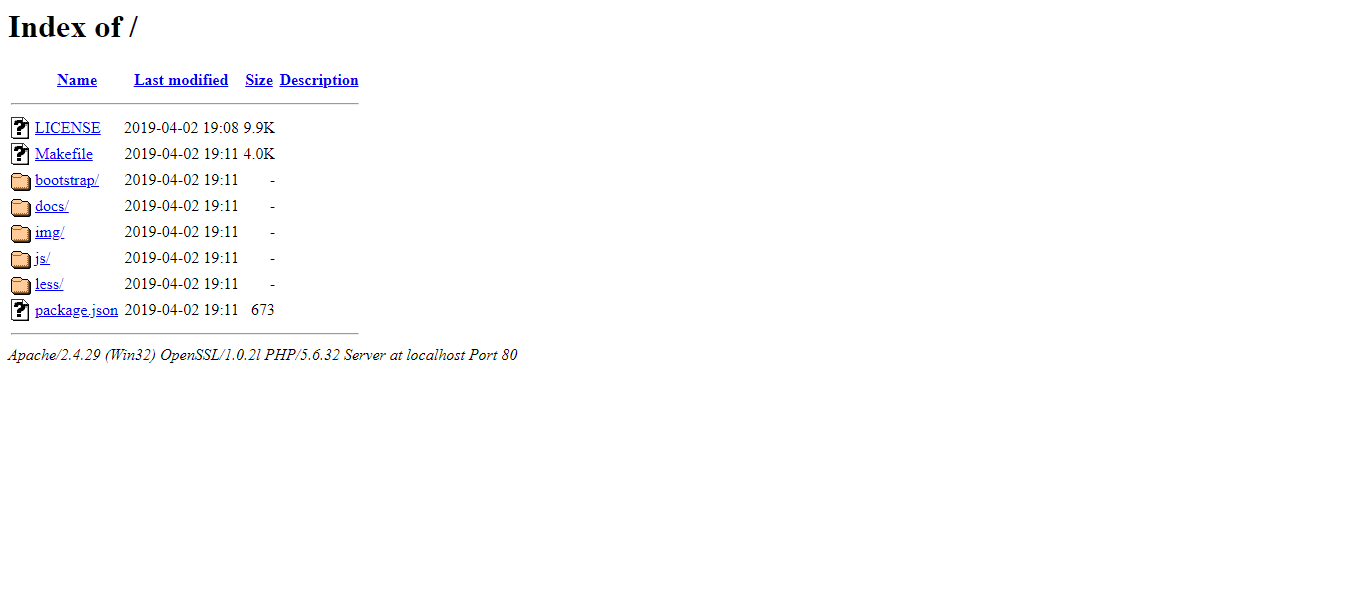 Index of /
Name Last modified Size Description
LICENSE 2019-04-02 19:08 9.9K
Makefile 2019-04-02 19:11 4.0K
bootstrap/ 2019-04-02 19:11 -
docs/ 2019-04-02 19:11 -
img/ 2019-04-02 19:11 -
js/ 2019-04-02 19:11 -
less/ 2019-04-02 19:11 -
package.json 2019-04-02 19:11 673
Apache/2.4.29 (Win32) OpenSSL/1.0.2l PHP/5.6.32 Server at localhost Port 80